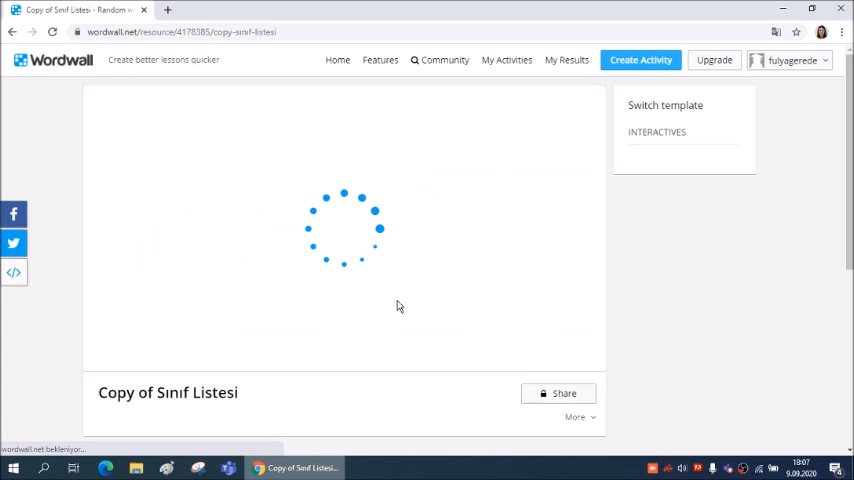 Copy of Sınıf Listesi - Random w
wordwall.net/resource/4178385/copy-sinif-listesi
Wordwall
Create better lessons quicker
Home
Features
Community
My Activities
My Results
Create Activity
Upgrade
fulyagerede
Switch template
INTERACTIVES
Copy of Sınıf Listesi
Share
More
wordwall.net bekleniyor...
Copy of Sınıf Listesi...
18:07
9.09.2020
4